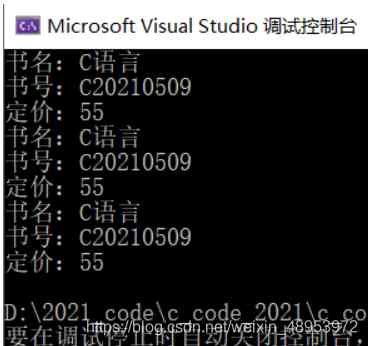 Microsoft Visual Studio 调试控制台
书名：C语言
书号：C20210509
定价：55
书名：C语言
书号：C20210509
定价：55
书名：C语言
书号：C20210509
定价：55
D:\2021_code\c_code_2021\c_co
要在调试停止时自动关闭控制台，
https://blog.csdn.net/weixin_48953972